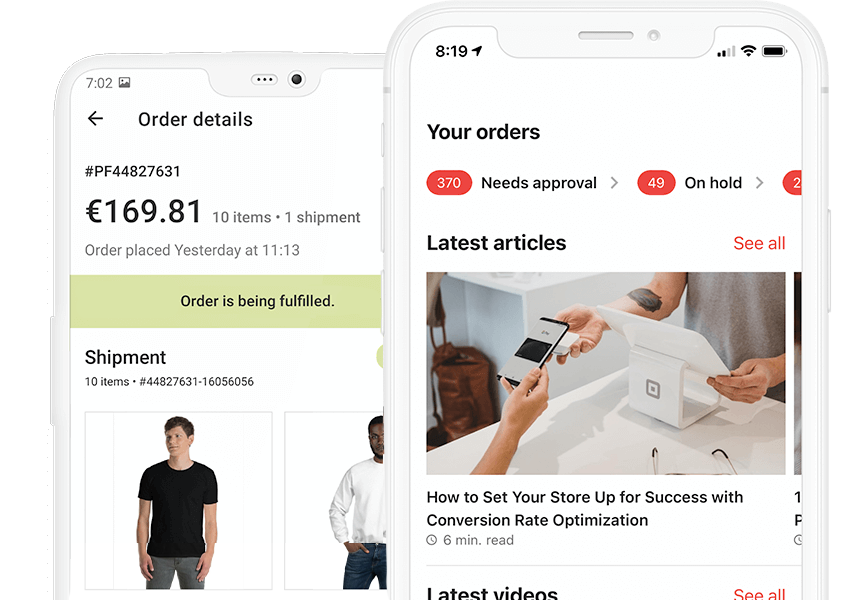 7:02
Order details
#PF44827631
€169.81 10 items • 1 shipment
Order placed Yesterday at 11:13
Order is being fulfilled.
Shipment
10 items • #44827631-16056056
8:19
Your orders
370 Needs approval
49 On hold
2
Latest articles See all
How to Set Your Store Up for Success with
Conversion Rate Optimization
6 min. read
1
P
Latest videos See all